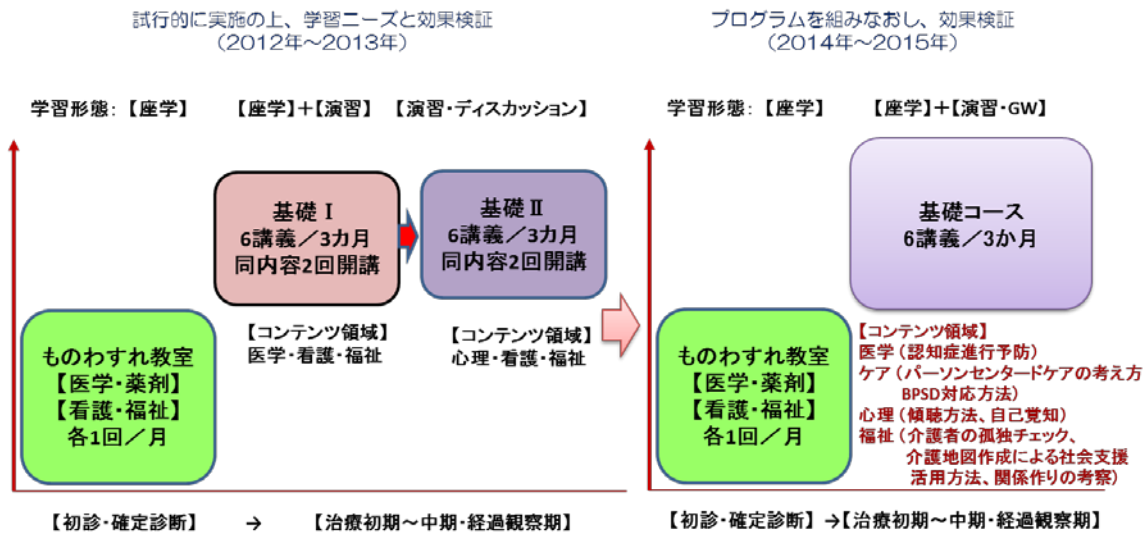 試行的に実施の上、学習ニーズと効果検証
(2012年～2013年)
学習形態：【座学】 【座学】＋【演習】 【演習・ディスカッション】
基礎Ⅰ
6講義／3カ月
同内容2回開講
基礎Ⅱ
6講義／3カ月
同内容2回開講
【コンテンツ領域】
医学・看護・福祉
【コンテンツ領域】
心理・看護・福祉
ものわすれ教室
【医学・薬剤】
【看護・福祉】
各1回／月
【初診・確定診断】 → 【治療初期～中期・経過観察期】
プログラムを組みなおし、効果検証
(2014年～2015年)
学習形態：【座学】 【座学】＋【演習・GW】
基礎コース
6講義／3か月
ものわすれ教室
【医学・薬剤】
【看護・福祉】
各1回／月
【コンテンツ領域】
医学（認知症進行予防）
ケア（パーソンセンタードケアの考え方
BPSD対応方法）
心理（傾聴方法、自己覚知）
福祉（介護者の孤独チェック、
介護地図作成による社会支援
活用方法、関係作りの考察）
【初診・確定診断】 →【治療初期～中期・経過観察期】